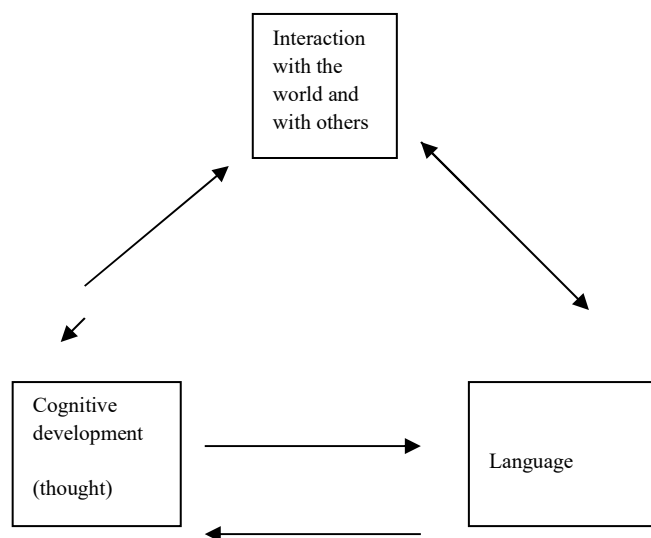 Interaction
with the
world and
with others
Cognitive
development
(thought)
Language